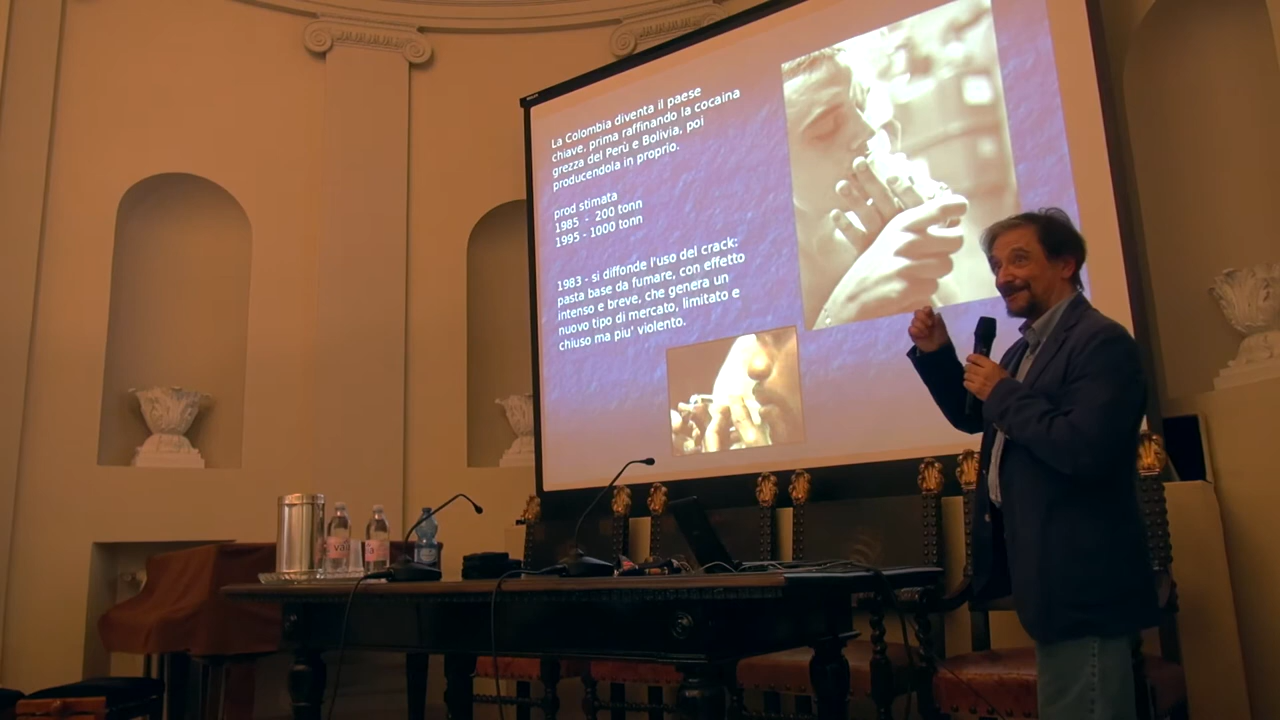 La Colombia diventa il paese
chiave, prima raffinando la cocaina
grezza del Perù e Bolivia, poi
producendola in proprio.
prod stimata
1985 - 200 tonn
1995 - 1000 tonn
1983 - si diffonde l'uso del crack:
pasta base da fumare, con effetto
intenso e breve, che genera un
nuovo tipo di mercato, limitato e
chiuso ma piu' violento.